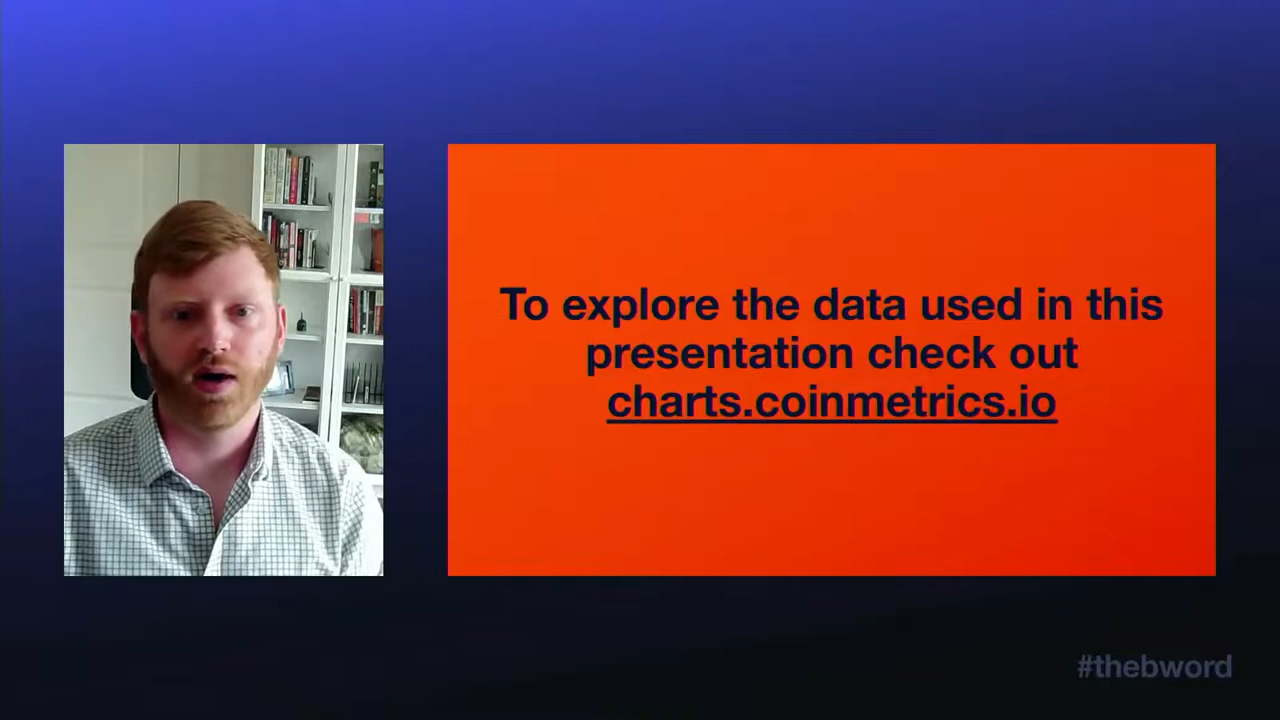 To explore the data used in this
presentation check out
charts.coinmetrics.io
#thebword